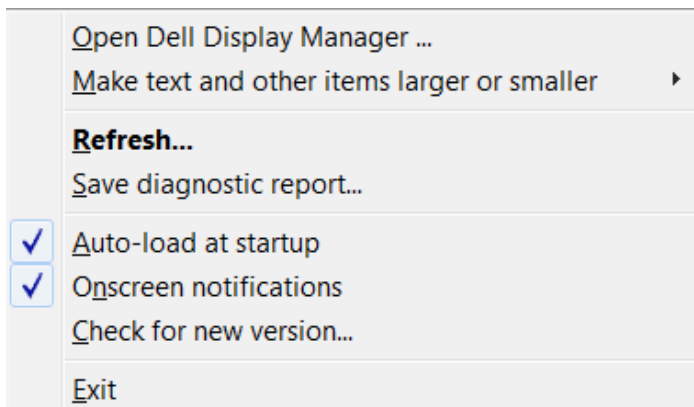 Open Dell Display Manager ...
Make text and other items larger or smaller
Refresh...
Save diagnostic report...
Auto-load at startup
Onscreen notifications
Check for new version...
Exit